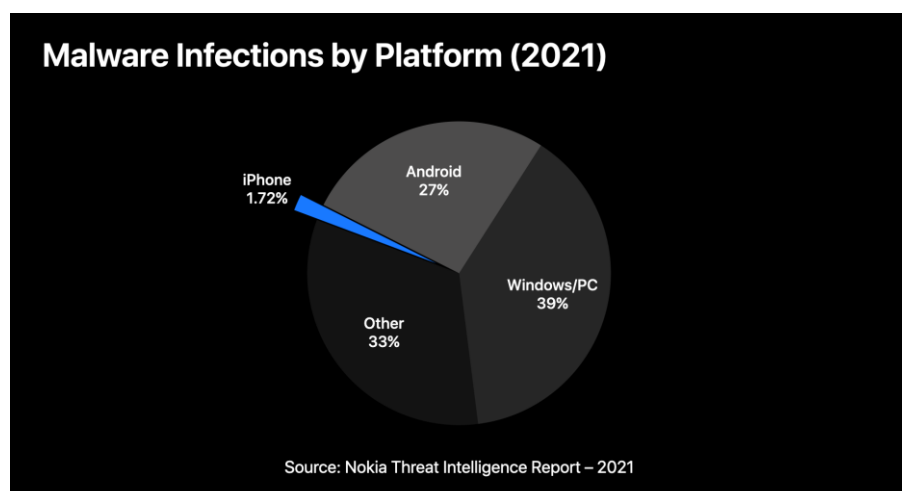 Malware Infections by Platform (2021)
Android
27%
iPhone
1.72%
Windows/PC
39%
Other
33%
Source: Nokia Threat Intelligence Report – 2021